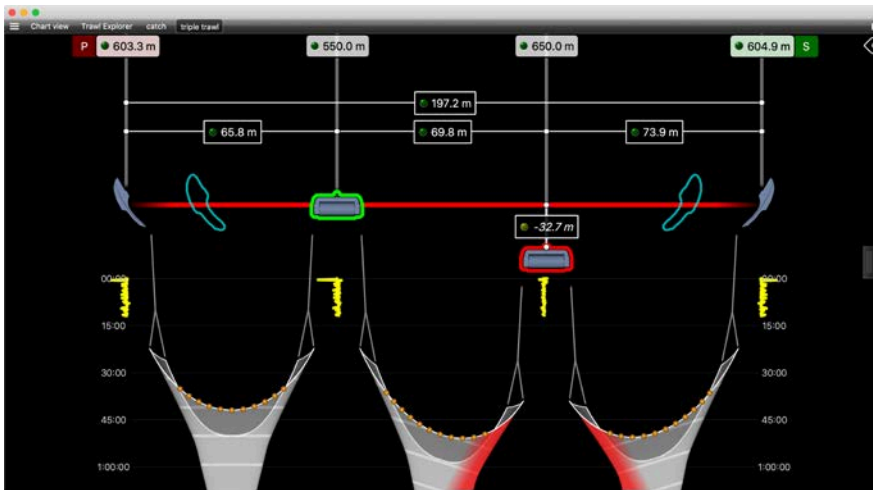 Chart view Trawl Explorer catch triple trawl
P 603.3 m 550.0 m 650.0 m 604.9 m S
197.2 m
65.8 m 69.8 m 73.9 m
-32.7 m
00:00 00:00
15:00 15:00
30:00 30:00
45:00 45:00
1:00:00 1:00:00